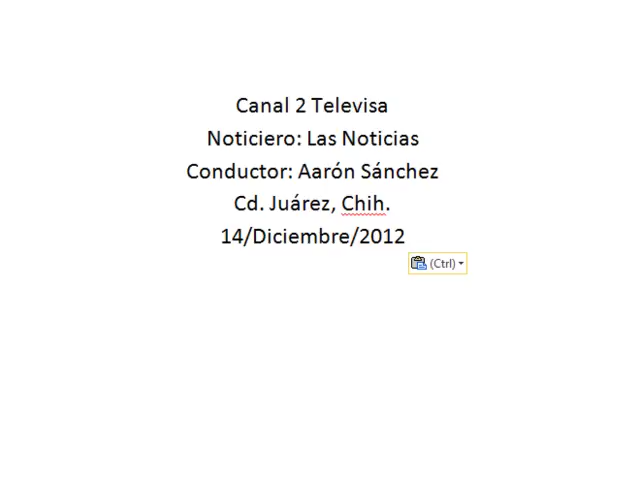 Canal 2 Televisa
Noticiero: Las Noticias
Conductor: Aarón Sánchez
Cd. Juárez, Chih.
14/Diciembre/2012
(Ctrl)